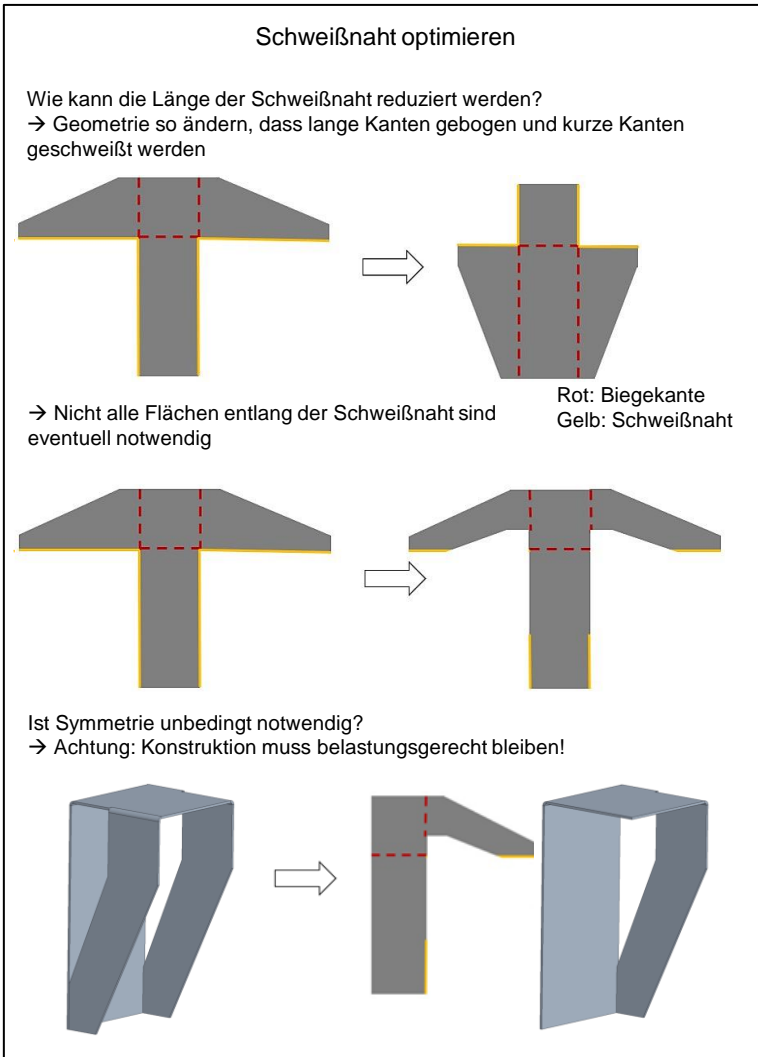 Schweißnaht optimieren
Wie kann die Länge der Schweißnaht reduziert werden?
→ Geometrie so ändern, dass lange Kanten gebogen und kurze Kanten
geschweißt werden
Rot: Biegekante
Gelb: Schweißnaht
→ Nicht alle Flächen entlang der Schweißnaht sind
eventuell notwendig
Ist Symmetrie unbedingt notwendig?
→ Achtung: Konstruktion muss belastungsgerecht bleiben!